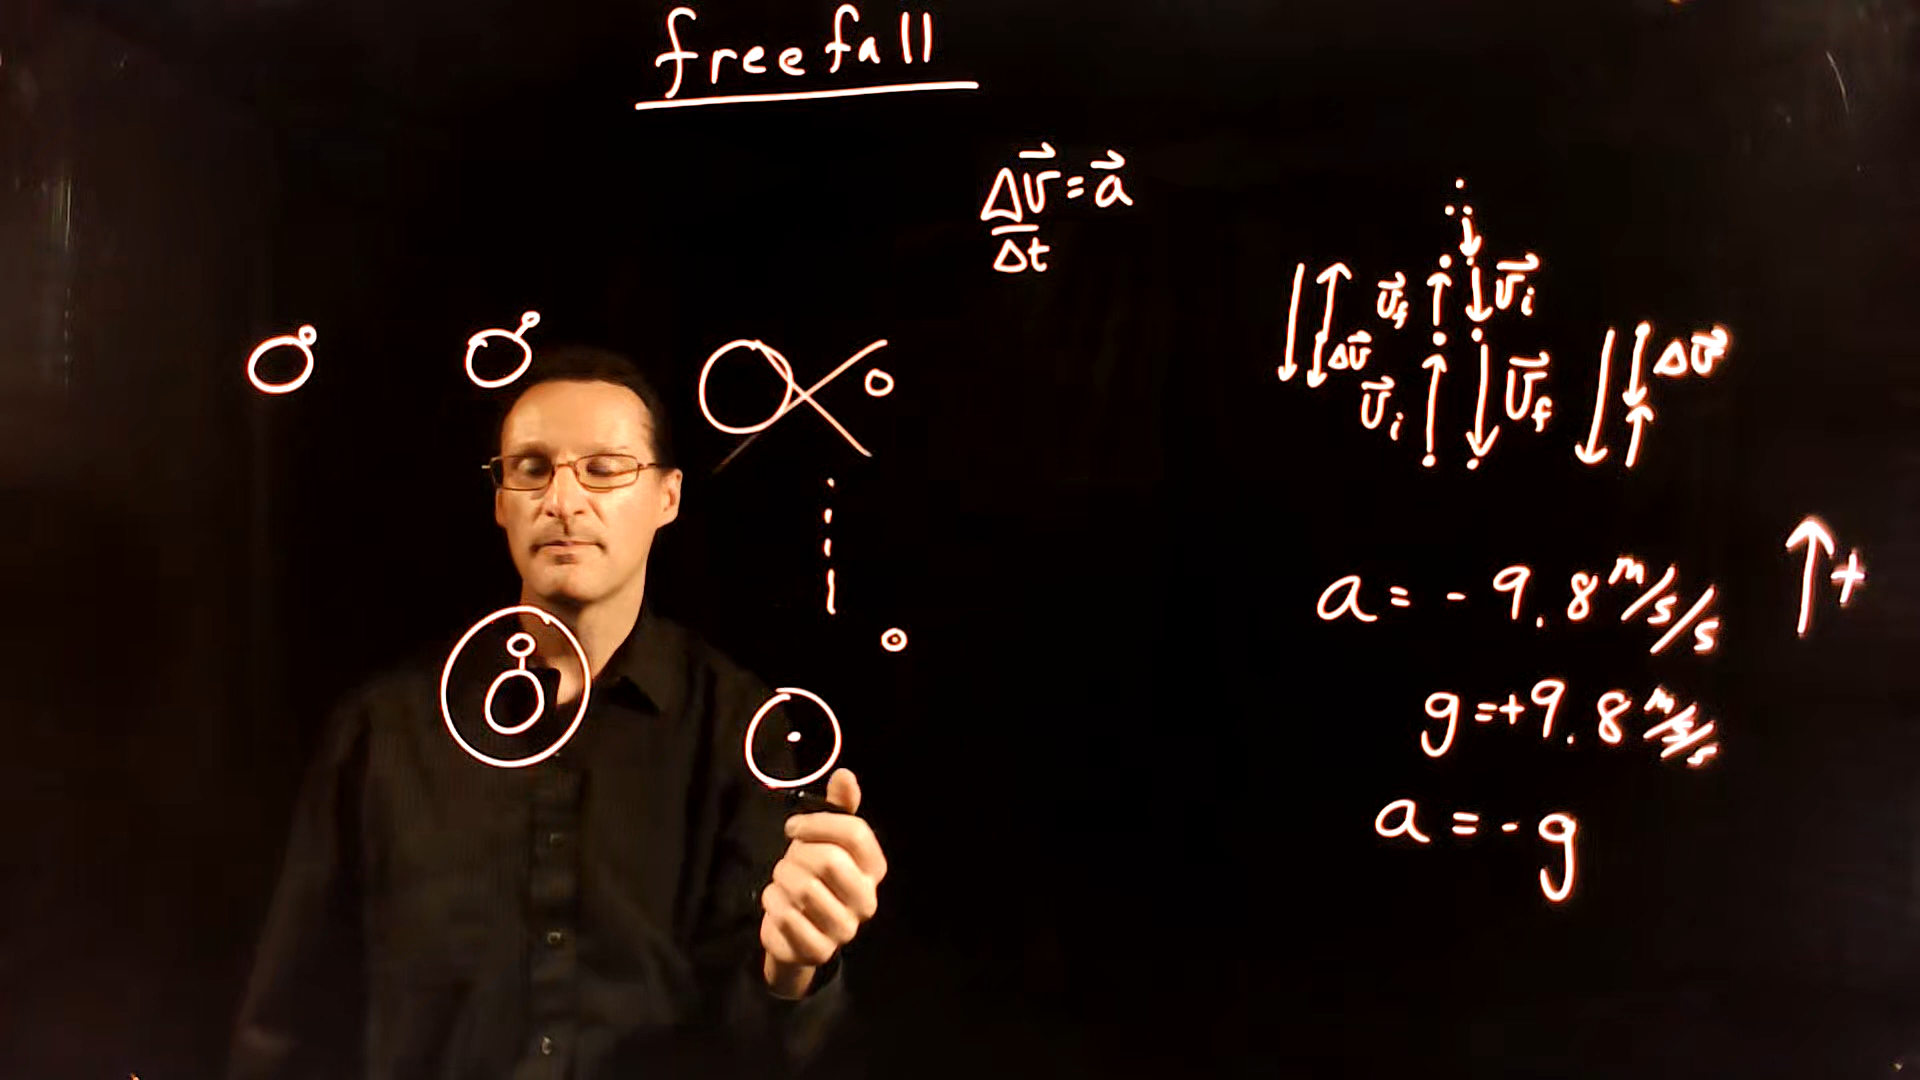 freefall
Δv⃗ = a⃗
Δt
v⃗f v⃗i
Δv⃗ Δv⃗
v⃗i v⃗f
+
a = - 9.8 m/s/s
g = +9.8 m/s/s
a = - g